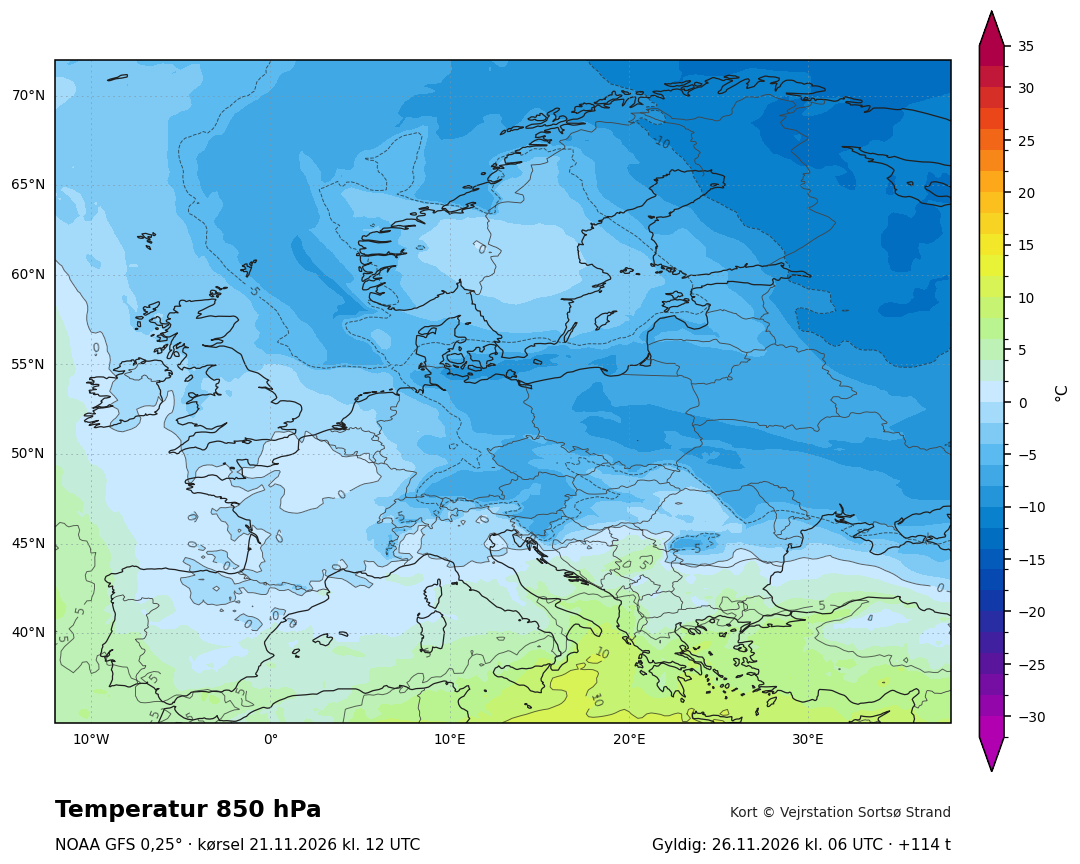 70°N
65°N
60°N
55°N
50°N
45°N
40°N
10°W
0°
10°E
20°E
30°E
35
30
25
20
15
10
5
0
−5
−10
−15
−20
−25
−30
°C
Temperatur 850 hPa
Kort © Vejrstation Sortsø Strand
NOAA GFS 0,25° · kørsel 21.11.2026 kl. 12 UTC
Gyldig: 26.11.2026 kl. 06 UTC · +114 t